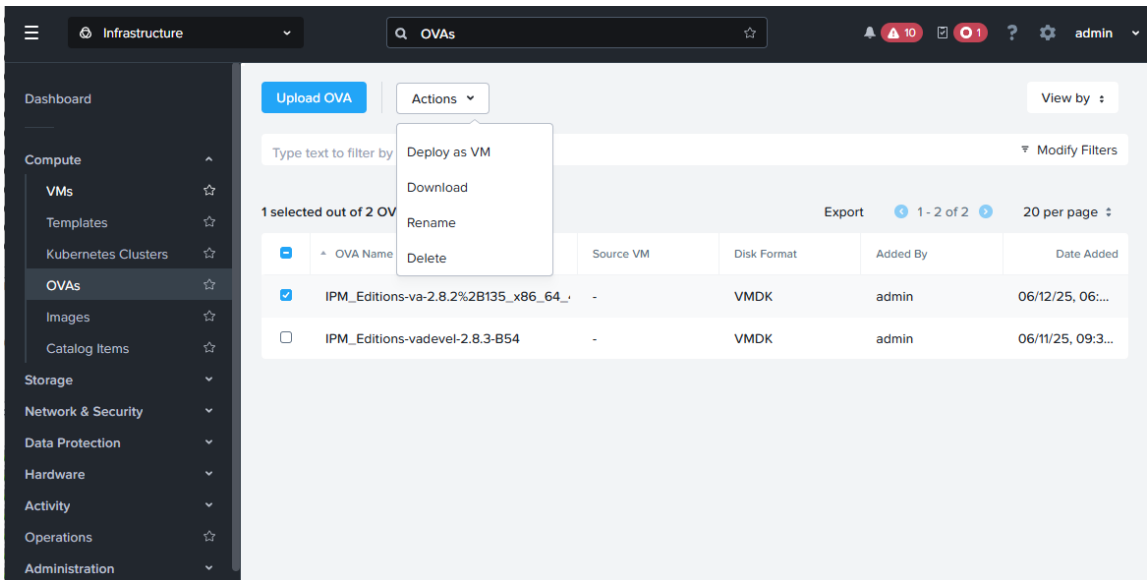 Infrastructure
OVAs
10
1
?
admin
Dashboard
Compute
VMs
Templates
Kubernetes Clusters
OVAs
Images
Catalog Items
Storage
Network & Security
Data Protection
Hardware
Activity
Operations
Administration
Upload OVA
Actions
View by
Deploy as VM
Download
Rename
Delete
Type text to filter by
Modify Filters
1 selected out of 2 OV
Export
1 - 2 of 2
20 per page
OVA Name Source VM Disk Format Added By Date Added
IPM_Editions-va-2.8.2%2B135_x86_64_ - VMDK admin 06/12/25, 06:...
IPM_Editions-vadevel-2.8.3-B54 - VMDK admin 06/11/25, 09:3...